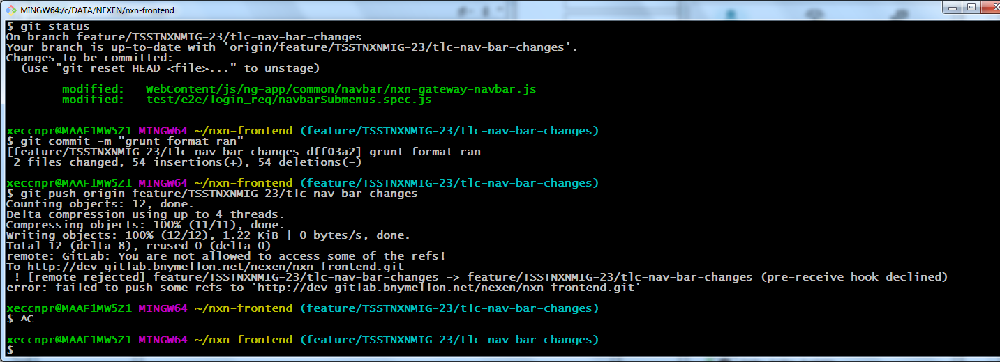 MINGW64:/c/DATA/NEXEN/nxn-frontend
$ git status
On branch feature/TSSTNXNMIG-23/tlc-nav-bar-changes
Your branch is up-to-date with 'origin/feature/TSSTNXNMIG-23/tlc-nav-bar-changes'.
Changes to be committed:
  (use "git reset HEAD <file>..." to unstage)
        modified:   WebContent/js/ng-app/common/navbar/nxn-gateway-navbar.js
        modified:   test/e2e/login_req/navbarSubmenus.spec.js
xeccnpr@MAAF1MW5Z1 MINGW64 ~/nxn-frontend (feature/TSSTNXNMIG-23/tlc-nav-bar-changes)
$ git commit -m "grunt format ran"
[feature/TSSTNXNMIG-23/tlc-nav-bar-changes dff03a2] grunt format ran
 2 files changed, 54 insertions(+), 54 deletions(-)
xeccnpr@MAAF1MW5Z1 MINGW64 ~/nxn-frontend (feature/TSSTNXNMIG-23/tlc-nav-bar-changes)
$ git push origin feature/TSSTNXNMIG-23/tlc-nav-bar-changes
Counting objects: 12, done.
Delta compression using up to 4 threads.
Compressing objects: 100% (11/11), done.
Writing objects: 100% (12/12), 1.22 KiB | 0 bytes/s, done.
Total 12 (delta 8), reused 0 (delta 0)
remote: GitLab: You are not allowed to access some of the refs!
To http://dev-gitlab.bnymellon.net/nexen/nxn-frontend.git
 ! [remote rejected] feature/TSSTNXNMIG-23/tlc-nav-bar-changes -> feature/TSSTNXNMIG-23/tlc-nav-bar-changes (pre-receive hook declined)
error: failed to push some refs to 'http://dev-gitlab.bnymellon.net/nexen/nxn-frontend.git'
xeccnpr@MAAF1MW5Z1 MINGW64 ~/nxn-frontend (feature/TSSTNXNMIG-23/tlc-nav-bar-changes)
$ ^C
xeccnpr@MAAF1MW5Z1 MINGW64 ~/nxn-frontend (feature/TSSTNXNMIG-23/tlc-nav-bar-changes)
$